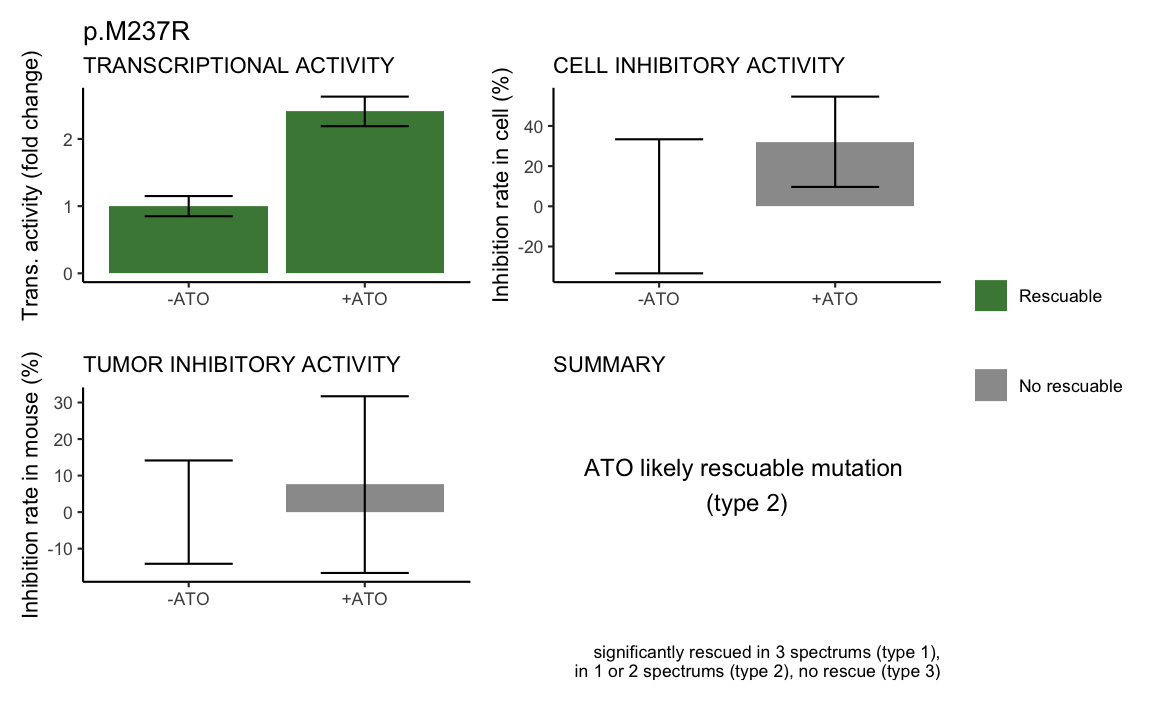 p.M237R
TRANSCRIPTIONAL ACTIVITY
Trans. activity (fold change)
2
1
0
-ATO
+ATO
CELL INHIBITORY ACTIVITY
Inhibition rate in cell (%)
40
20
0
-20
-ATO
+ATO
Rescuable
No rescuable
TUMOR INHIBITORY ACTIVITY
Inhibition rate in mouse (%)
30
20
10
0
-10
-ATO
+ATO
SUMMARY
ATO likely rescuable mutation
(type 2)
significantly rescued in 3 spectrums (type 1),
in 1 or 2 spectrums (type 2), no rescue (type 3)